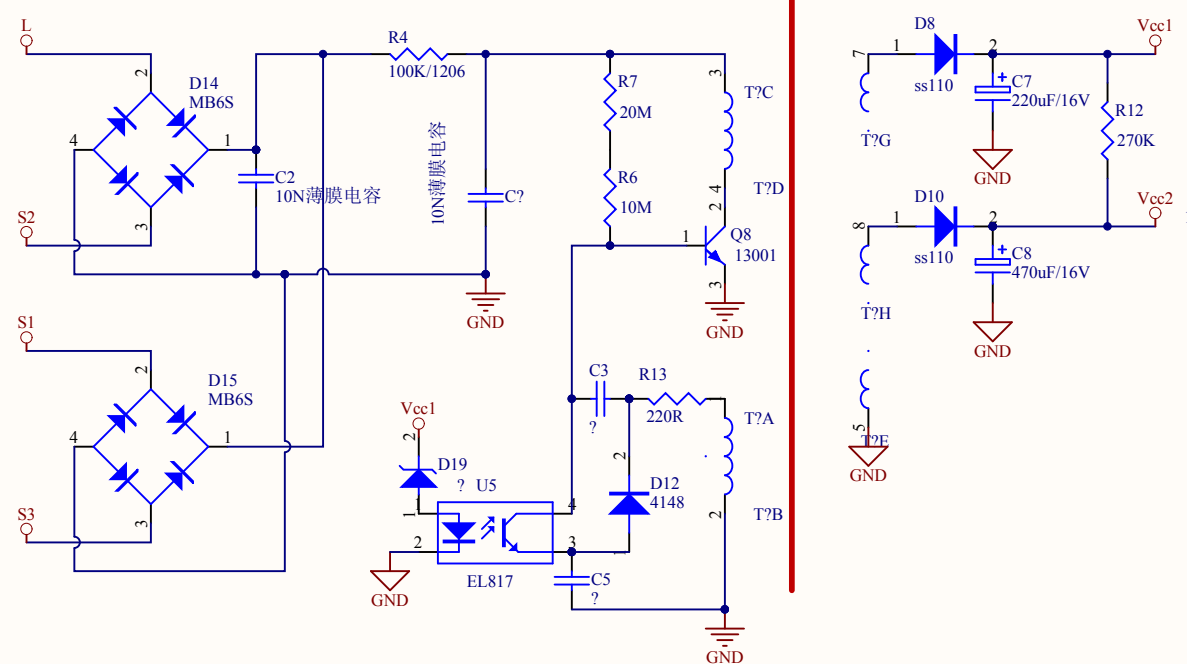 L
2
D14
MB6S
4
1
3
S2
C2
10N薄膜电容
R4
100K/1206
10N薄膜电容
C?
GND
R7
20M
R6
10M
3
T?C
4
T?D
2
1
Q8
13001
3
GND
S1
2
D15
MB6S
4
1
3
S3
Vcc1
2
D19
?
1
U5
1
2
4
3
EL817
GND
C3
?
R13
220R
1
T?A
2
D12
4148
1
2
T?B
C5
?
GND
7
T?G
1
D8
ss110
2
Vcc1
C7
220uF/16V
GND
R12
270K
8
T?H
1
D10
ss110
2
Vcc2
C8
470uF/16V
GND
5
T?E
GND